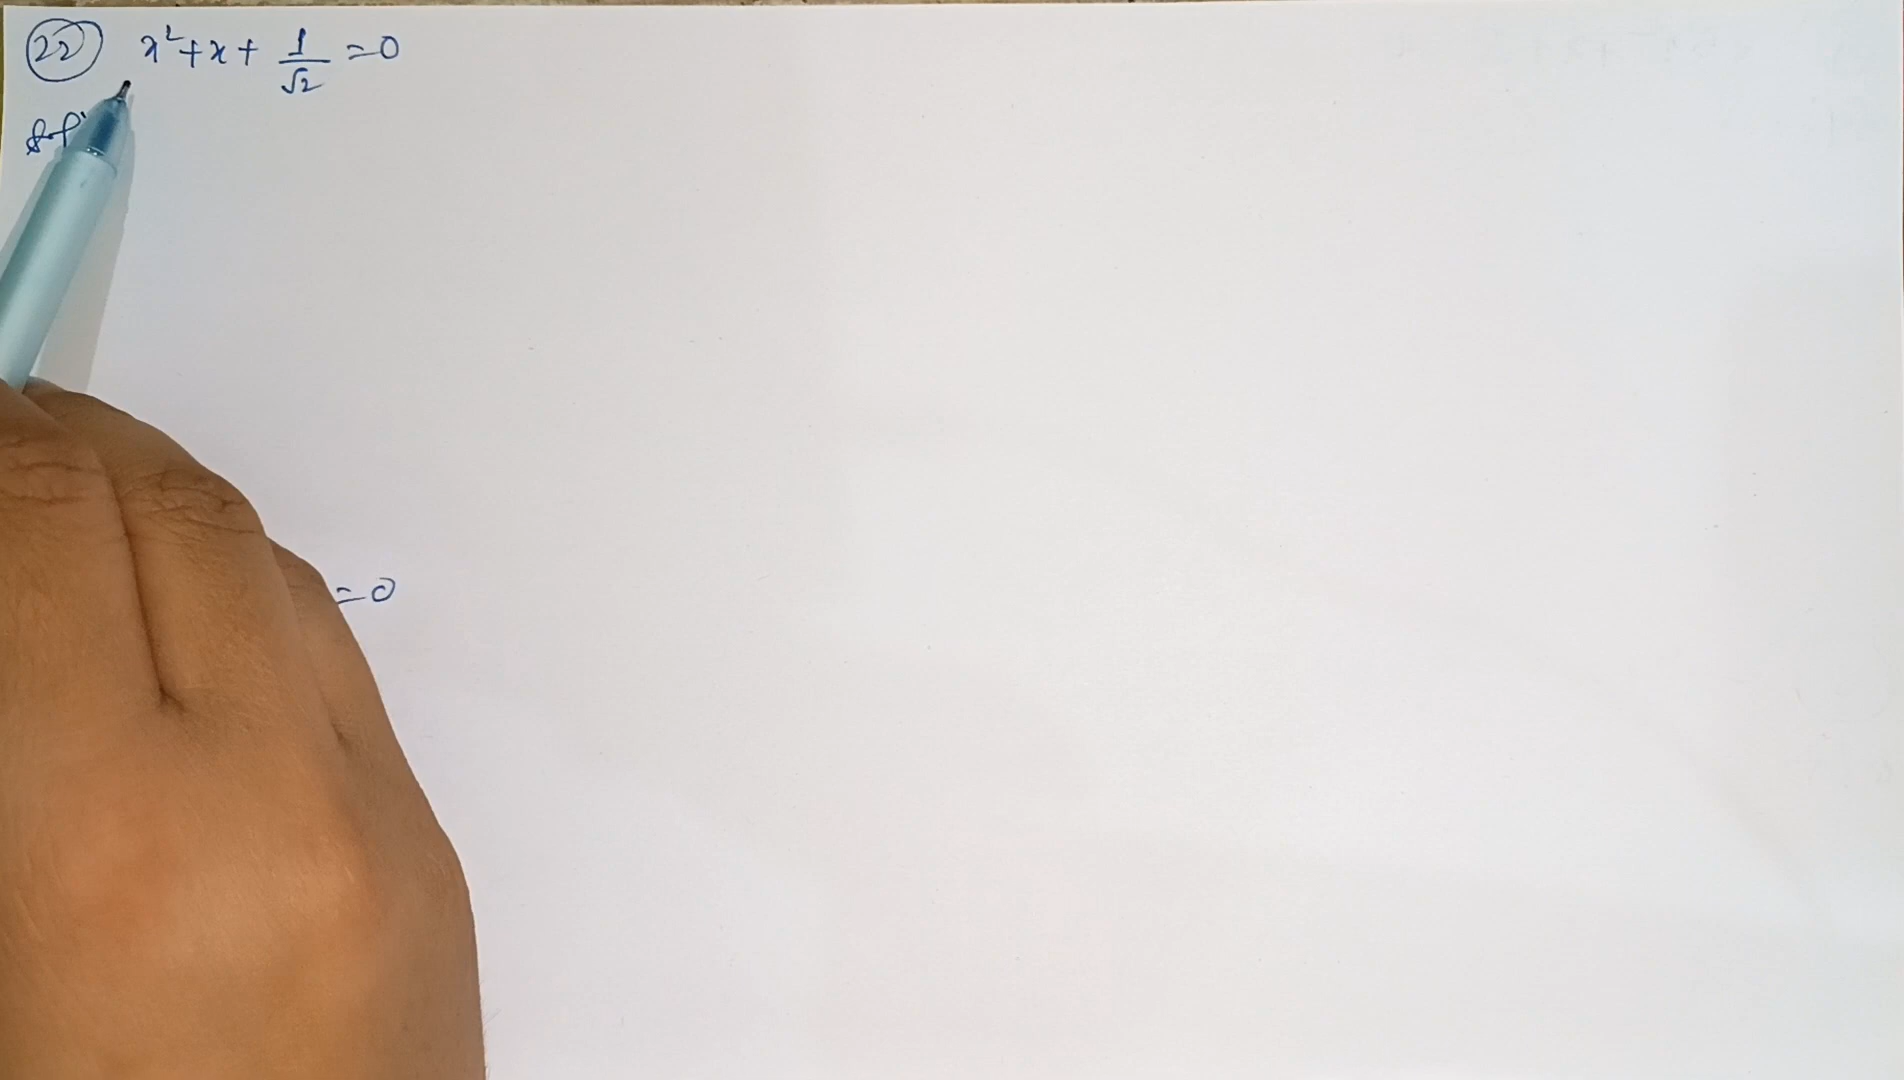 22 x²+x+ 1/√2 =0
=0